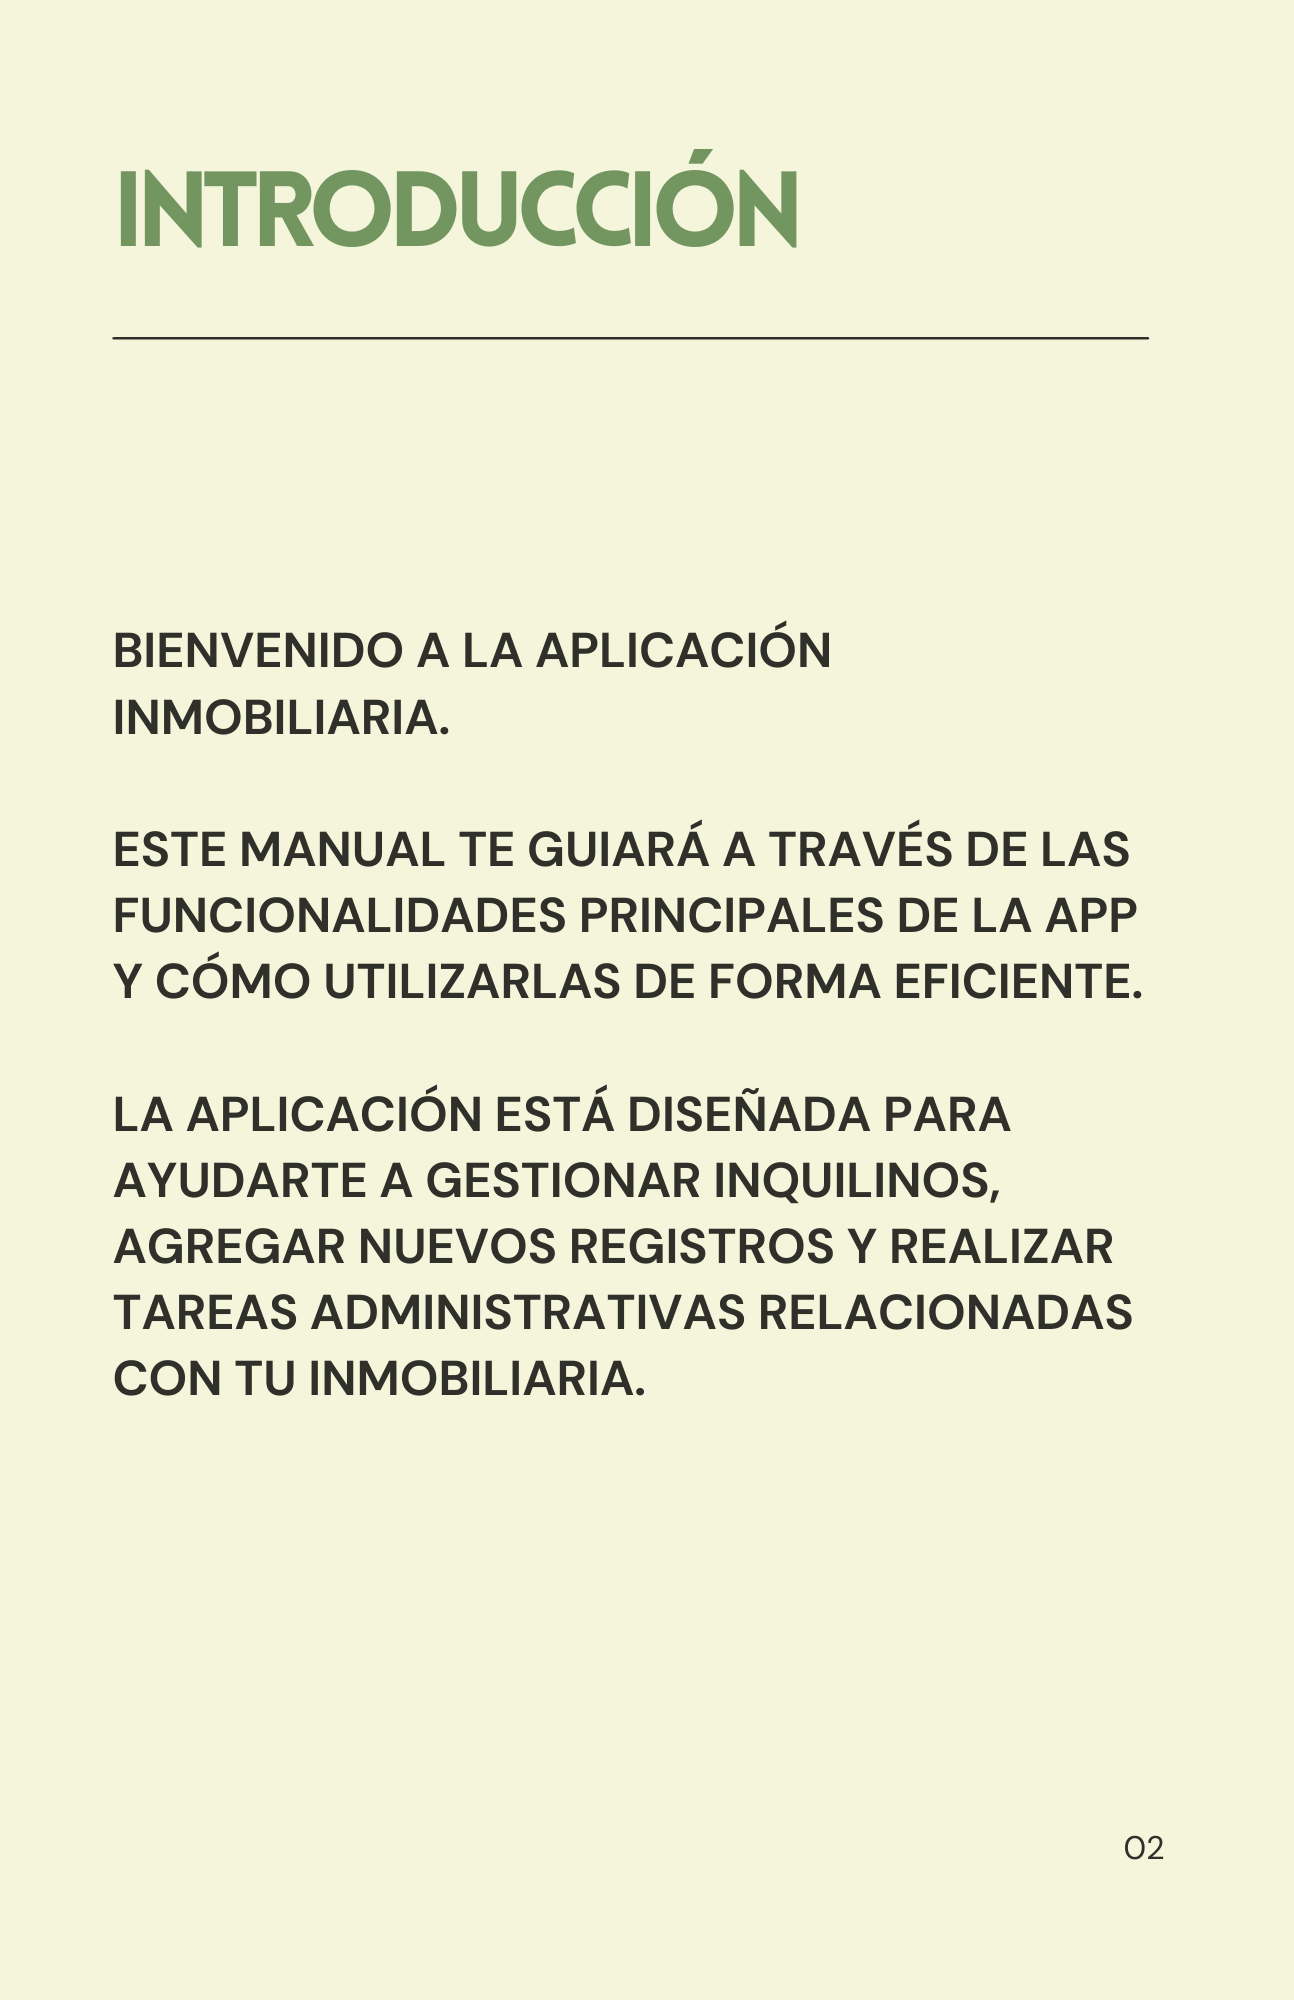 INTRODUCCIÓN
BIENVENIDO A LA APLICACIÓN
INMOBILIARIA.
ESTE MANUAL TE GUIARÁ A TRAVÉS DE LAS
FUNCIONALIDADES PRINCIPALES DE LA APP
Y CÓMO UTILIZARLAS DE FORMA EFICIENTE.
LA APLICACIÓN ESTÁ DISEÑADA PARA
AYUDARTE A GESTIONAR INQUILINOS,
AGREGAR NUEVOS REGISTROS Y REALIZAR
TAREAS ADMINISTRATIVAS RELACIONADAS
CON TU INMOBILIARIA.
02